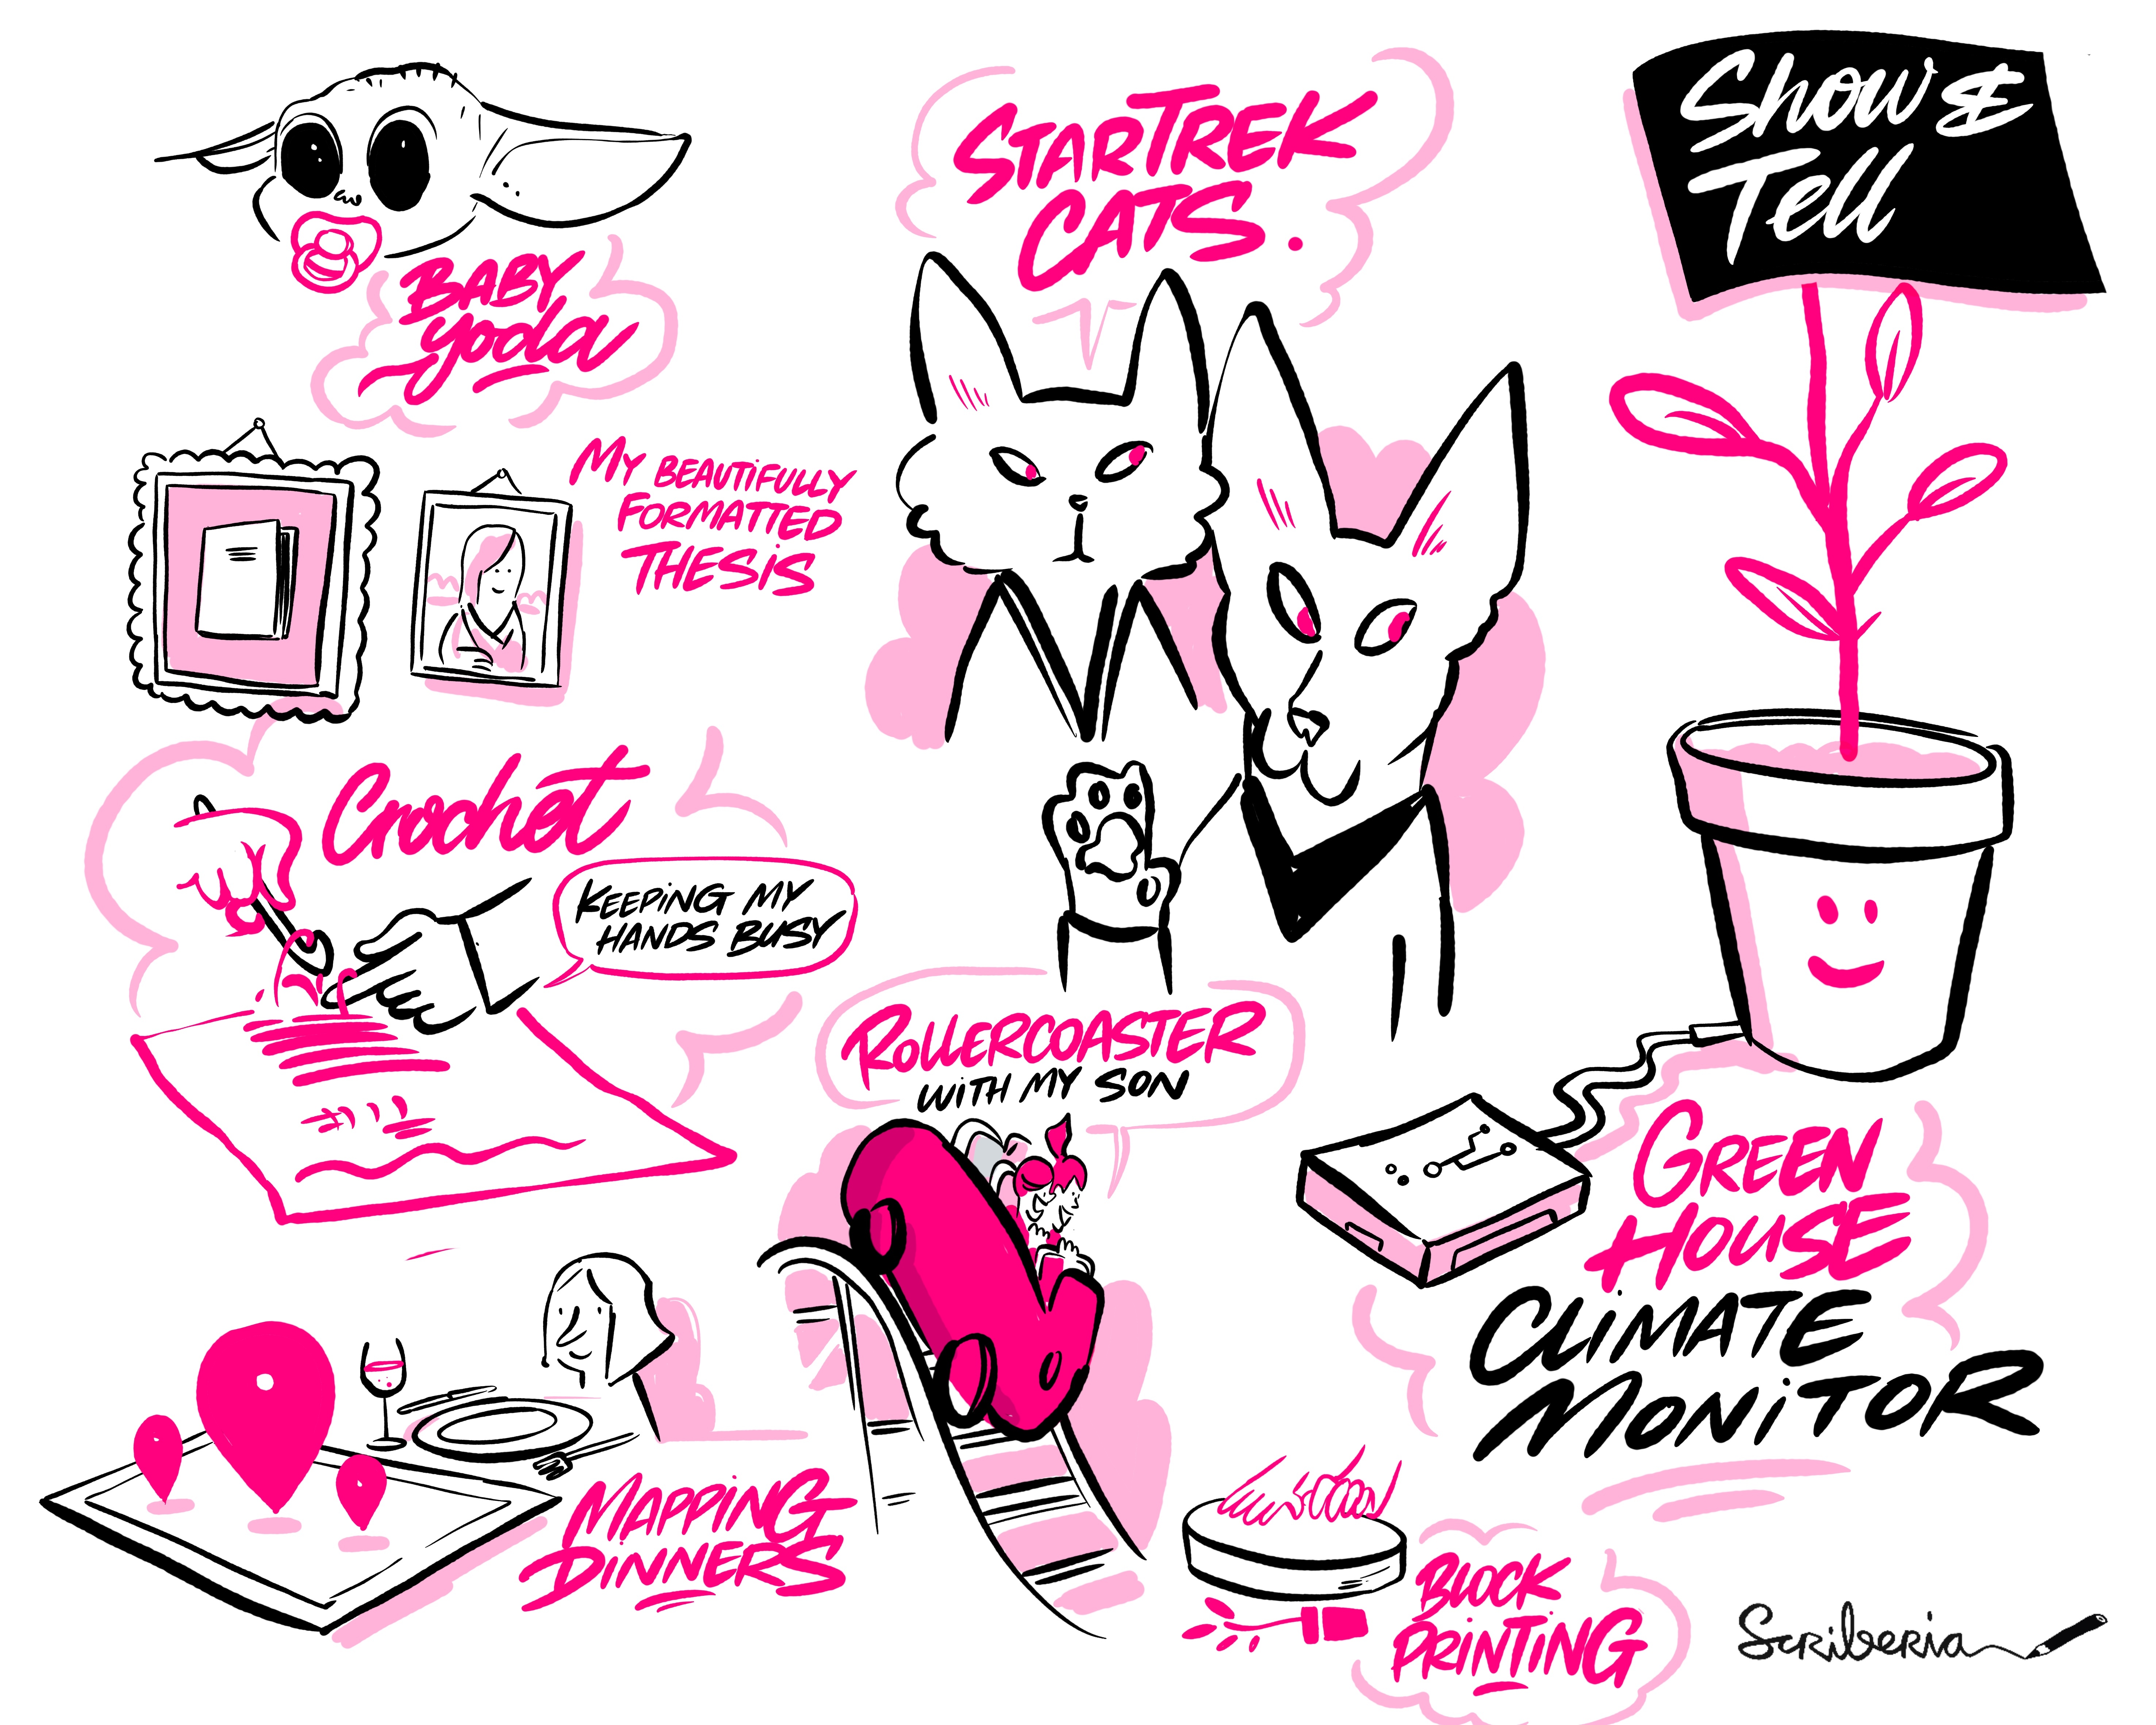 Show &
Tell
BABY
yoda
STARTREK
CATS.
MY BEAUTIFULLY
FORMATTED
THESIS
Crochet
KEEPING MY
HANDS BUSY
ROLLERCOASTER
WITH MY SON
GREEN
HOUSE
CLIMATE
MONITOR
MAPPING
DINNERS
BLOCK
PRINTING
Scriberia